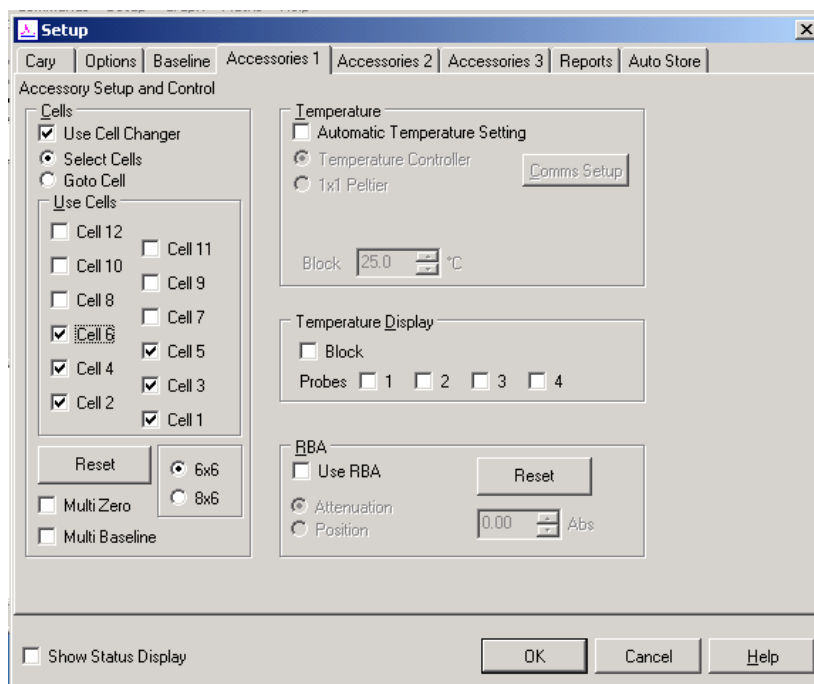 Setup
Cary Options Baseline Accessories 1 Accessories 2 Accessories 3 Reports Auto Store
Accessory Setup and Control
Cells
Use Cell Changer
Select Cells
Goto Cell
Use Cells
Cell 12
Cell 11
Cell 10
Cell 9
Cell 8
Cell 7
Cell 6
Cell 5
Cell 4
Cell 3
Cell 2
Cell 1
Reset
6x6
8x6
Multi Zero
Multi Baseline
Temperature
Automatic Temperature Setting
Temperature Controller
Comms Setup
1x1 Peltier
Block 25.0 °C
Temperature Display
Block
Probes 1 2 3 4
RBA
Use RBA
Reset
Attenuation
Position
0.00 Abs
Show Status Display
OK Cancel Help